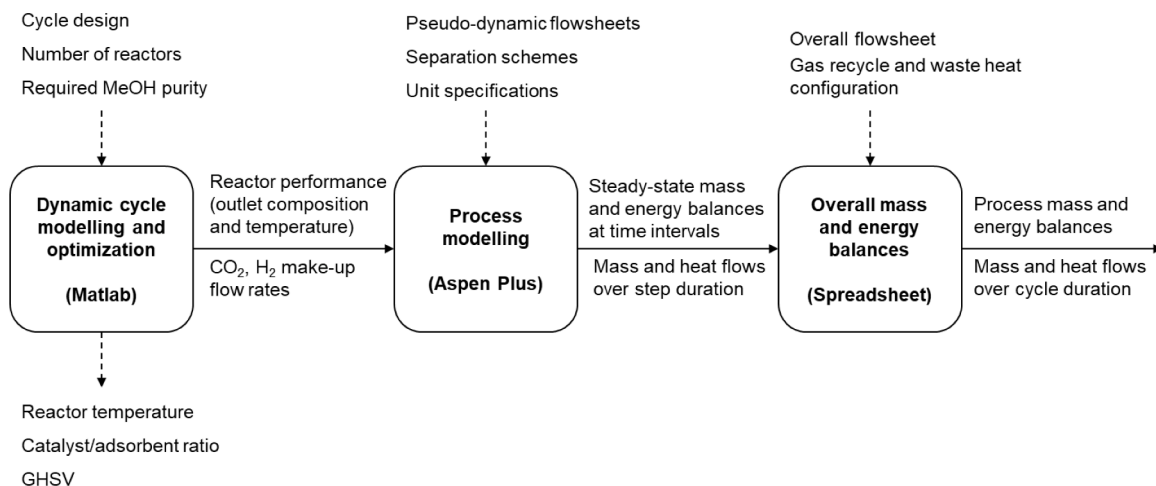 Cycle design
Number of reactors
Required MeOH purity
Pseudo-dynamic flowsheets
Separation schemes
Unit specifications
Overall flowsheet
Gas recycle and waste heat
configuration
Dynamic cycle
modelling and
optimization
(Matlab)
Reactor performance
(outlet composition
and temperature)
CO₂, H₂ make-up
flow rates
Process
modelling
(Aspen Plus)
Steady-state mass
and energy balances
at time intervals
Mass and heat flows
over step duration
Overall mass
and energy
balances
(Spreadsheet)
Process mass and
energy balances
Mass and heat flows
over cycle duration
Reactor temperature
Catalyst/adsorbent ratio
GHSV